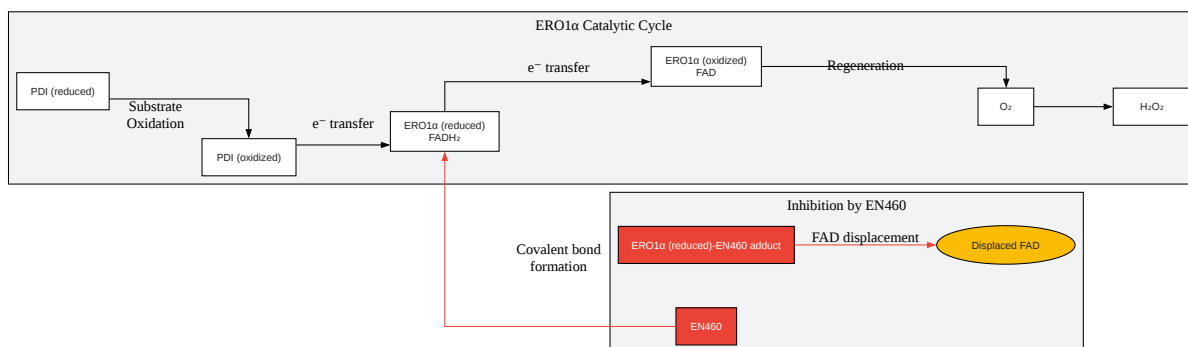 ERO1α Catalytic Cycle
PDI (reduced)
Substrate
Oxidation
PDI (oxidized)
e⁻ transfer
ERO1α (reduced)
FADH₂
e⁻ transfer
ERO1α (oxidized)
FAD
Regeneration
O₂
H₂O₂
Inhibition by EN460
Covalent bond
formation
ERO1α (reduced)-EN460 adduct
FAD displacement
Displaced FAD
EN460